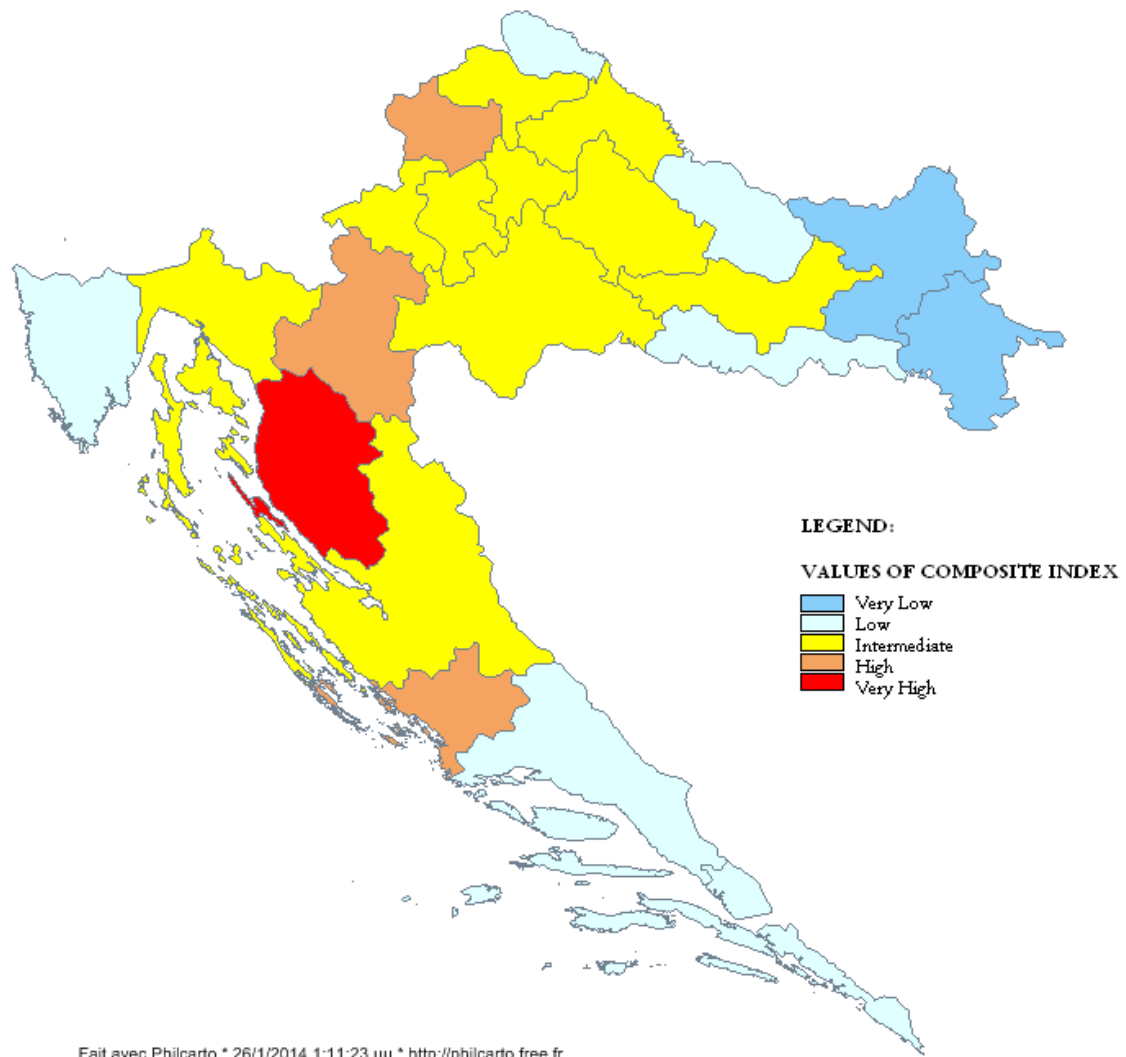 LEGEND:
VALUES OF COMPOSITE INDEX
Very Low
Low
Intermediate
High
Very High
Fait avec Philcarto * 26/1/2014 1:11:23 uu * http://philcarto.free.fr